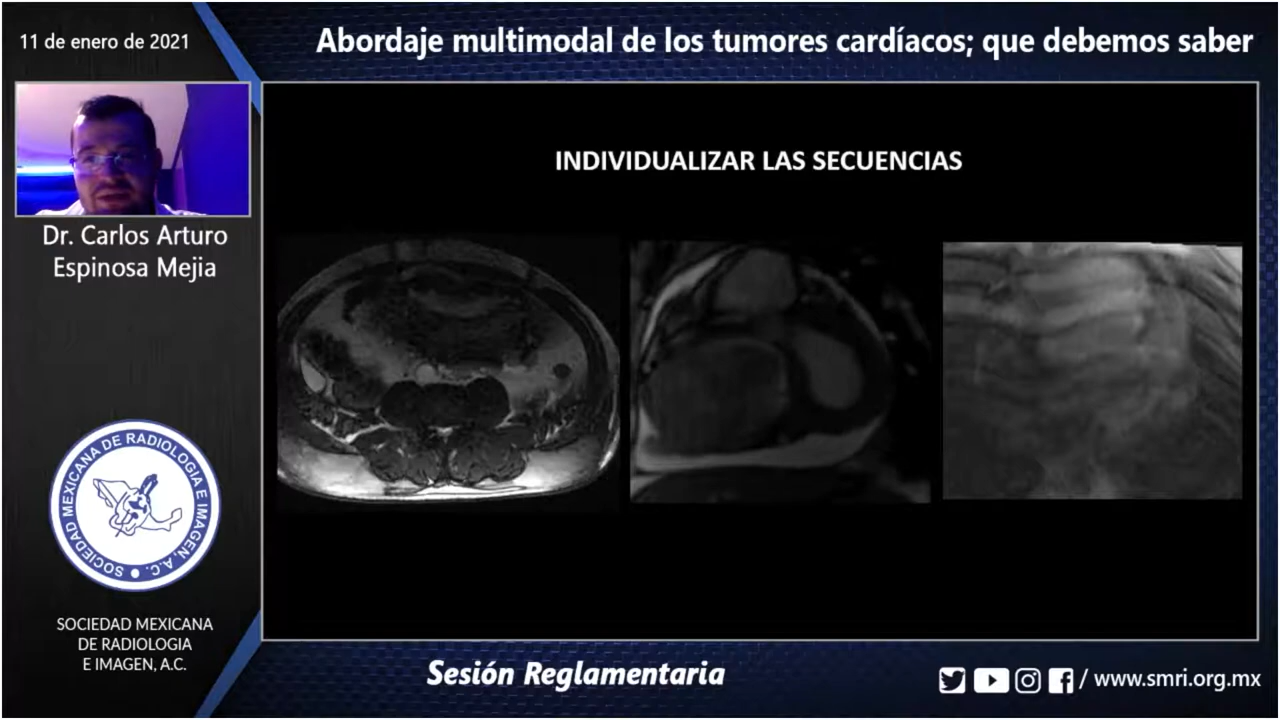 11 de enero de 2021
Abordaje multimodal de los tumores cardíacos; que debemos saber
Dr. Carlos Arturo
Espinosa Mejia
INDIVIDUALIZAR LAS SECUENCIAS
SOCIEDAD MEXICANA DE RADIOLOGIA E IMAGEN, A.C.
SOCIEDAD MEXICANA
DE RADIOLOGIA
E IMAGEN, A.C.
Sesión Reglamentaria
/ www.smri.org.mx